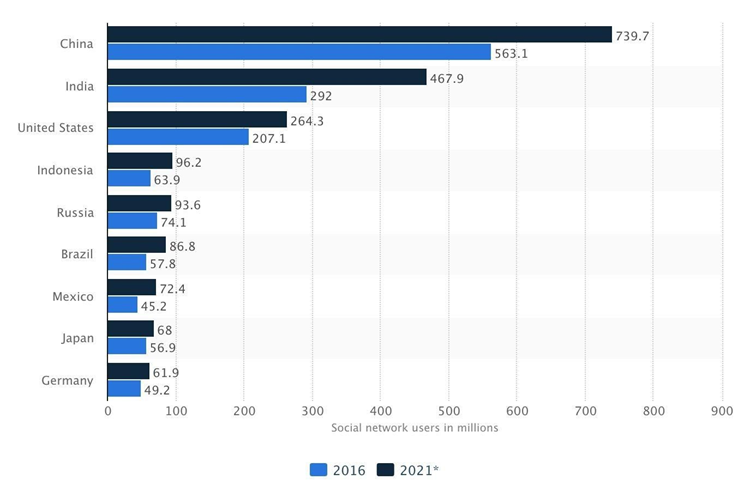 China
739.7
563.1
India
467.9
292
United States
264.3
207.1
Indonesia
96.2
63.9
Russia
93.6
74.1
Brazil
86.8
57.8
Mexico
72.4
45.2
Japan
68
56.9
Germany
61.9
49.2
0 100 200 300 400 500 600 700 800 900
Social network users in millions
2016 2021*